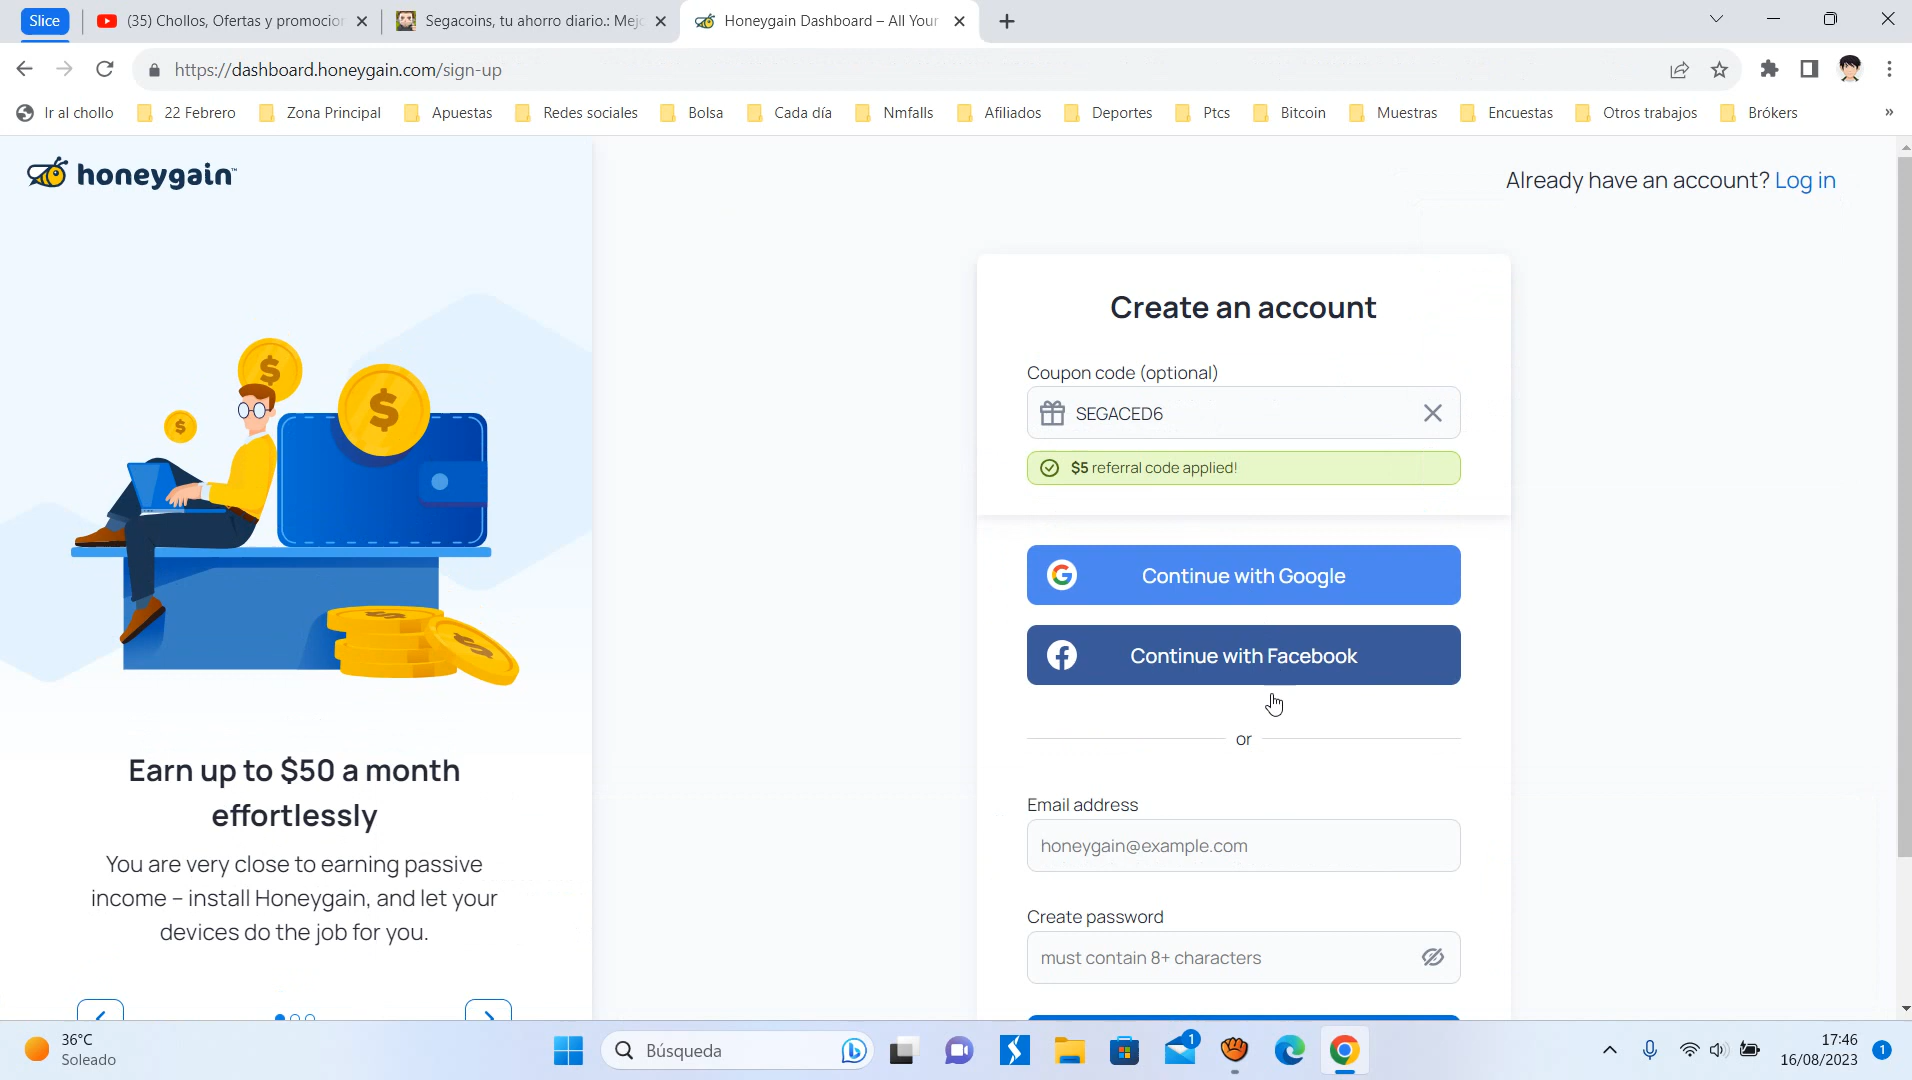 Slice
(35) Chollos, Ofertas y promocion
Segacoins, tu ahorro diario.: Mejo
Honeygain Dashboard – All Your
https://dashboard.honeygain.com/sign-up
Ir al chollo
22 Febrero
Zona Principal
Apuestas
Redes sociales
Bolsa
Cada día
Nmfalls
Afiliados
Deportes
Ptcs
Bitcoin
Muestras
Encuestas
Otros trabajos
Brókers
»
honeygain™
Already have an account? Log in
Create an account
Coupon code (optional)
SEGACED6
$5 referral code applied!
Continue with Google
Continue with Facebook
or
Email address
honeygain@example.com
Create password
must contain 8+ characters
$
$
$
Earn up to $50 a month
effortlessly
You are very close to earning passive
income – install Honeygain, and let your
devices do the job for you.
36°C
Soleado
Búsqueda
1
17:46
16/08/2023
1